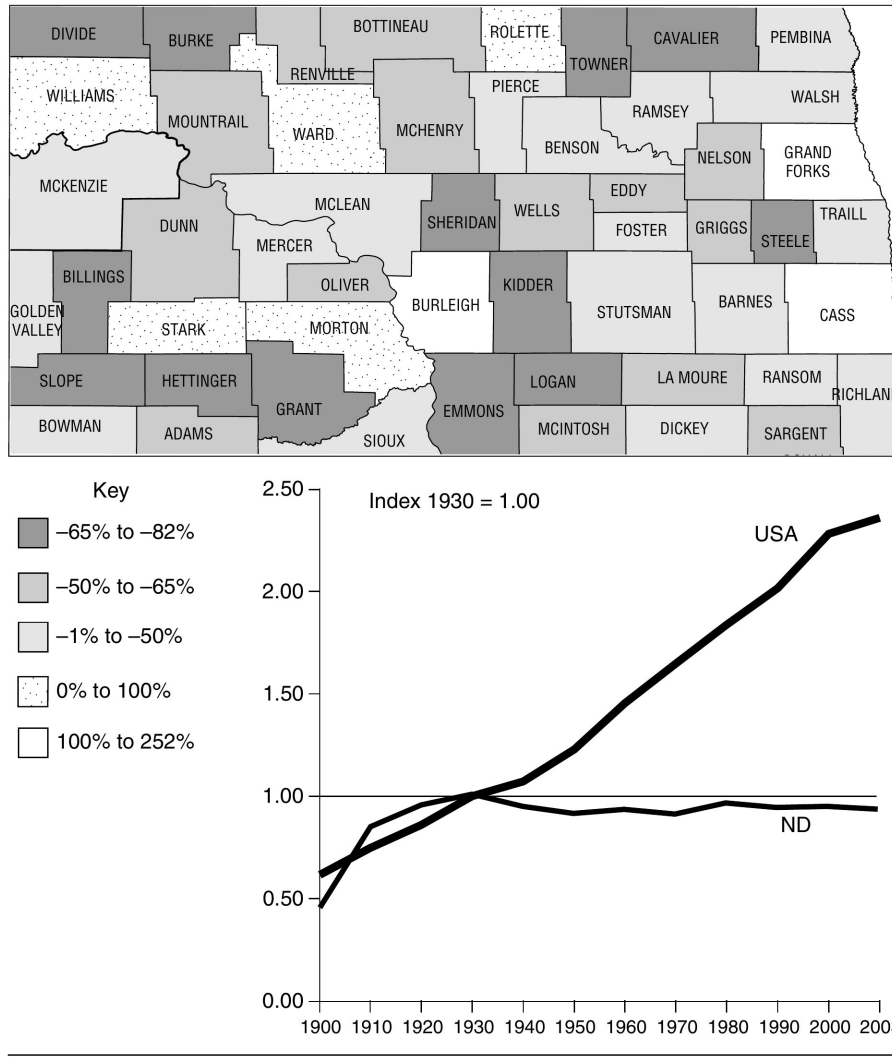 DIVIDE
BURKE
BOTTINEAU
ROLETTE
TOWNER
CAVALIER
PEMBINA
RENVILLE
WILLIAMS
PIERCE
WALSH
MOUNTRAIL
WARD
MCHENRY
RAMSEY
BENSON
NELSON
GRAND
FORKS
MCKENZIE
EDDY
MCLEAN
SHERIDAN
WELLS
DUNN
FOSTER
GRIGGS
TRAILL
STEELE
MERCER
BILLINGS
OLIVER
KIDDER
GOLDEN
VALLEY
STARK
MORTON
BURLEIGH
STUTSMAN
BARNES
CASS
SLOPE
HETTINGER
GRANT
EMMONS
LOGAN
LA MOURE
RANSOM
RICHLAN
BOWMAN
ADAMS
SIOUX
MCINTOSH
DICKEY
SARGENT
Key
–65% to –82%
–50% to –65%
–1% to –50%
0% to 100%
100% to 252%
Index 1930 = 1.00
USA
ND
2.50
2.00
1.50
1.00
0.50
0.00
1900 1910 1920 1930 1940 1950 1960 1970 1980 1990 2000 200